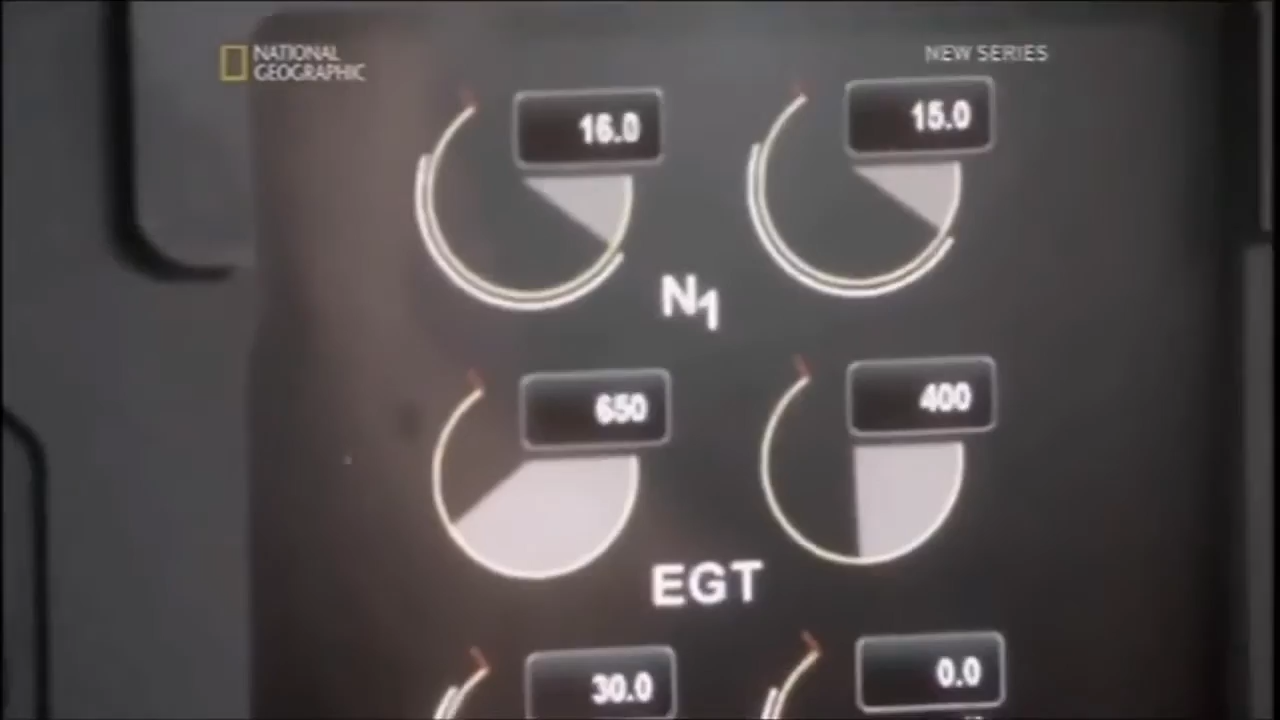 NATIONAL
GEOGRAPHIC
NEW SERIES
16.0
15.0
N1
650
400
EGT
30.0
0.0